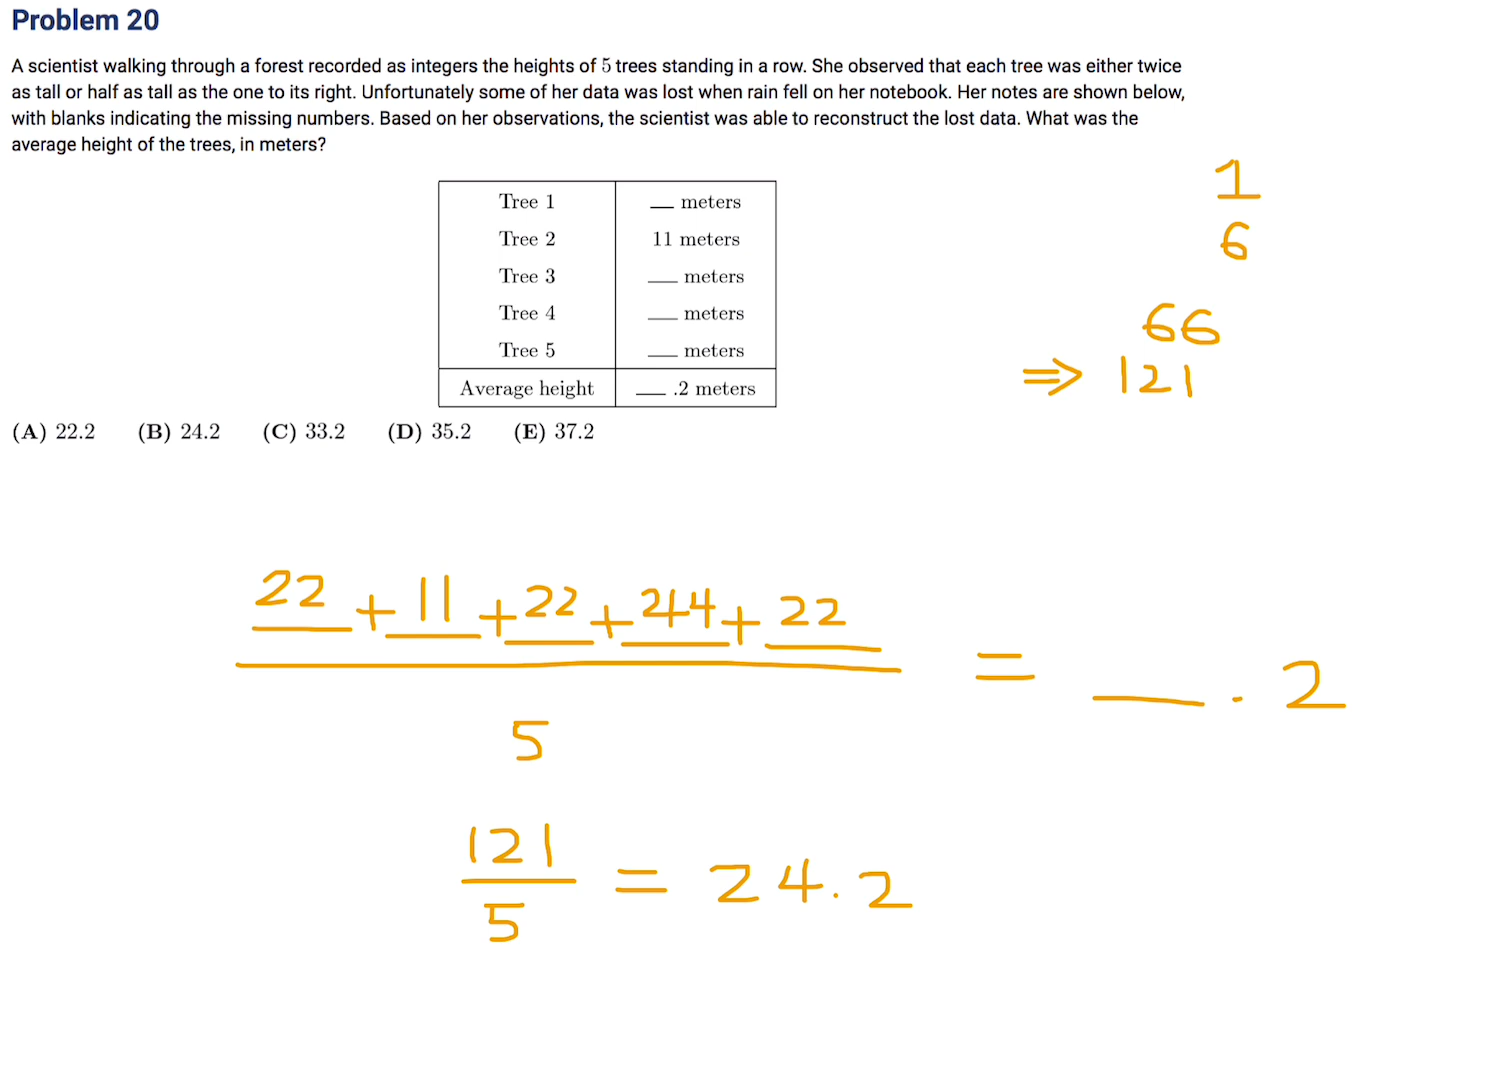 Problem 20
A scientist walking through a forest recorded as integers the heights of 5 trees standing in a row. She observed that each tree was either twice
as tall or half as tall as the one to its right. Unfortunately some of her data was lost when rain fell on her notebook. Her notes are shown below,
with blanks indicating the missing numbers. Based on her observations, the scientist was able to reconstruct the lost data. What was the
average height of the trees, in meters?
Tree 1 __ meters
Tree 2 11 meters
Tree 3 __ meters
Tree 4 __ meters
Tree 5 __ meters
Average height __ .2 meters
(A) 22.2 (B) 24.2 (C) 33.2 (D) 35.2 (E) 37.2
1
6
66
⇒ 121
22 + 11 + 22 + 44 + 22
5
= __ . 2
121
5
= 24.2